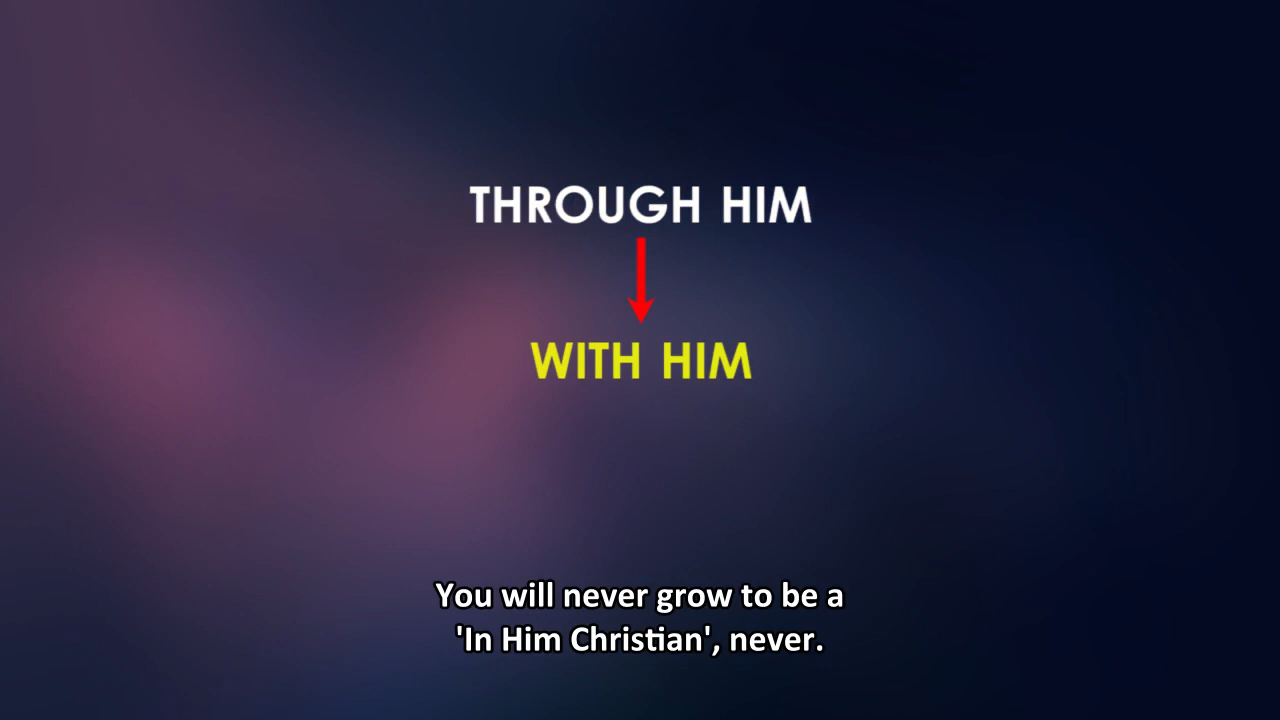 THROUGH HIM
WITH HIM
You will never grow to be a
'In Him Christian', never.